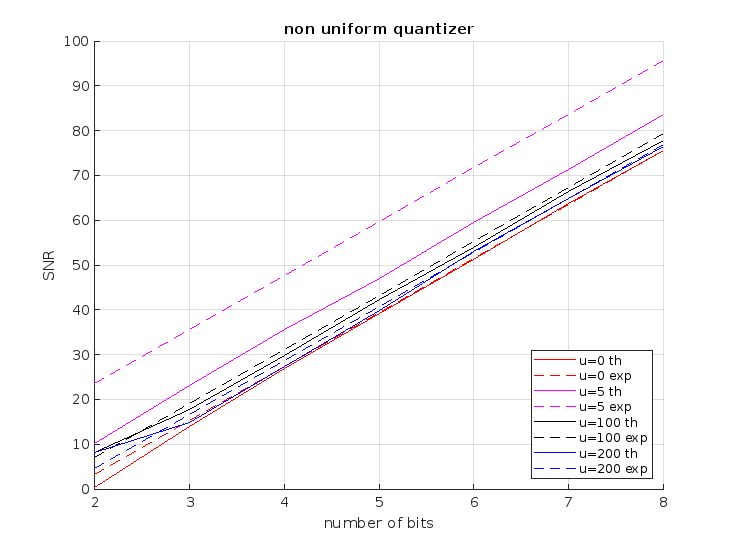 non uniform quantizer
100
90
80
70
60
50
40
30
20
10
0
SNR
2 3 4 5 6 7 8
number of bits
u=0 th
u=0 exp
u=5 th
u=5 exp
u=100 th
u=100 exp
u=200 th
u=200 exp